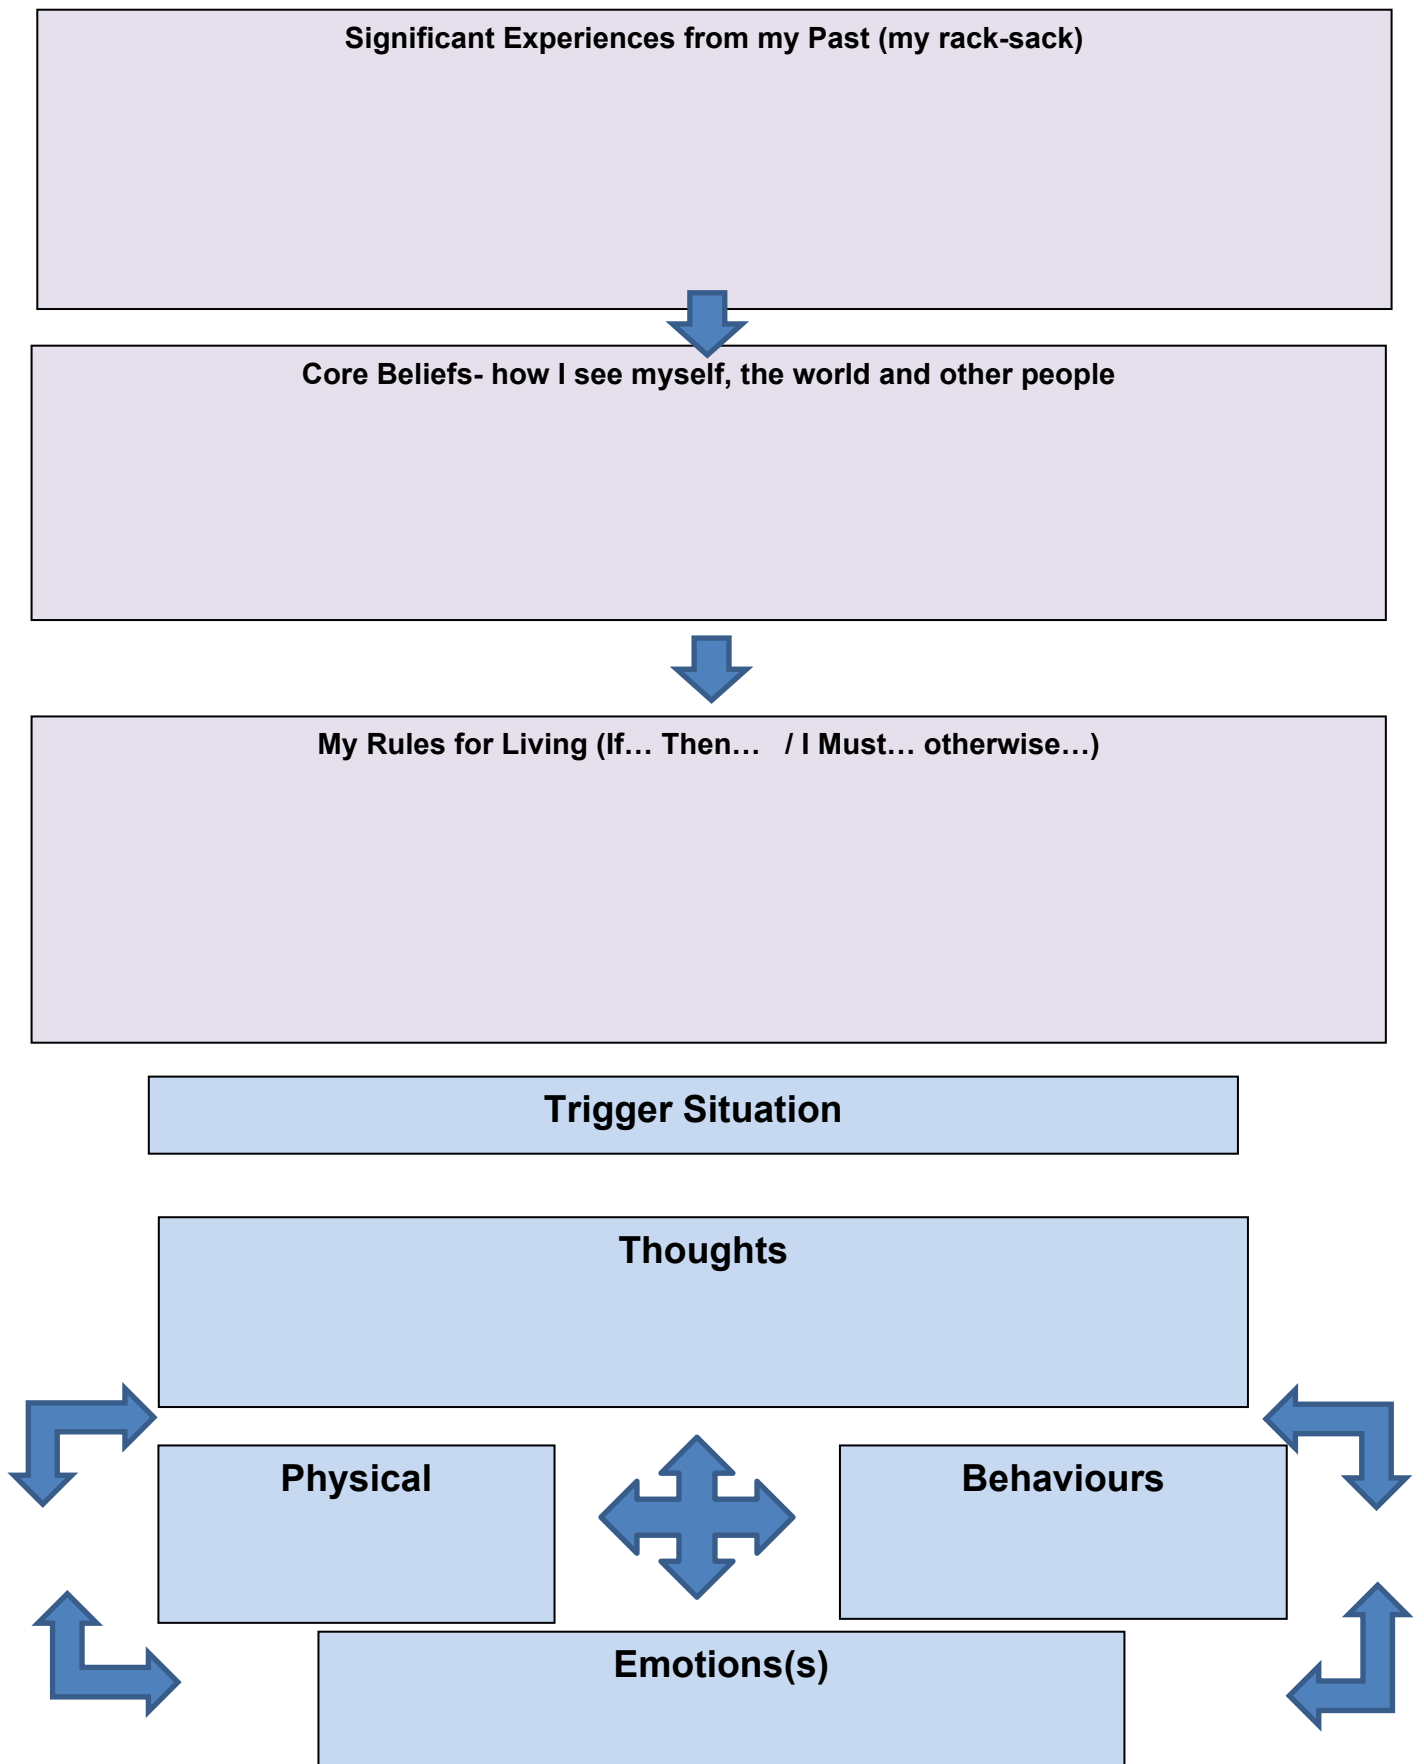 Significant Experiences from my Past (my rack-sack)
Core Beliefs- how I see myself, the world and other people
My Rules for Living (If… Then…   / I Must… otherwise…)
Trigger Situation
Thoughts
Physical
Behaviours
Emotions(s)